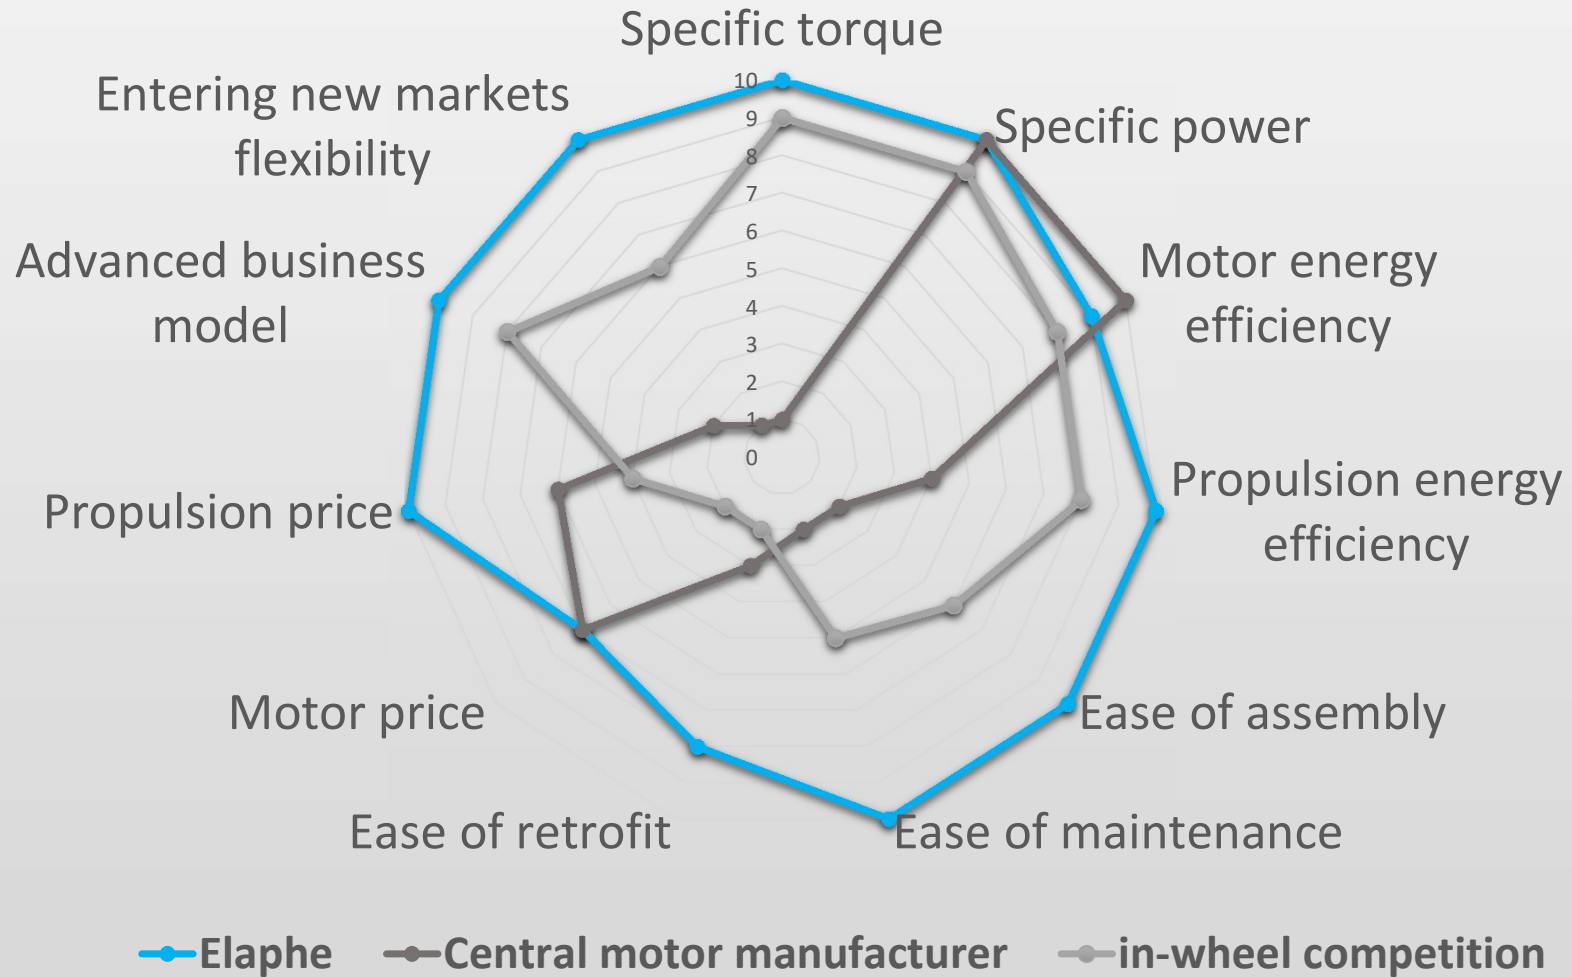 Specific torque
Entering new markets
flexibility
Specific power
Advanced business
model
Motor energy
efficiency
Propulsion price
Propulsion energy
efficiency
Motor price
Ease of assembly
Ease of retrofit
Ease of maintenance
10
9
8
7
6
5
4
3
2
1
0
Elaphe
Central motor manufacturer
in-wheel competition